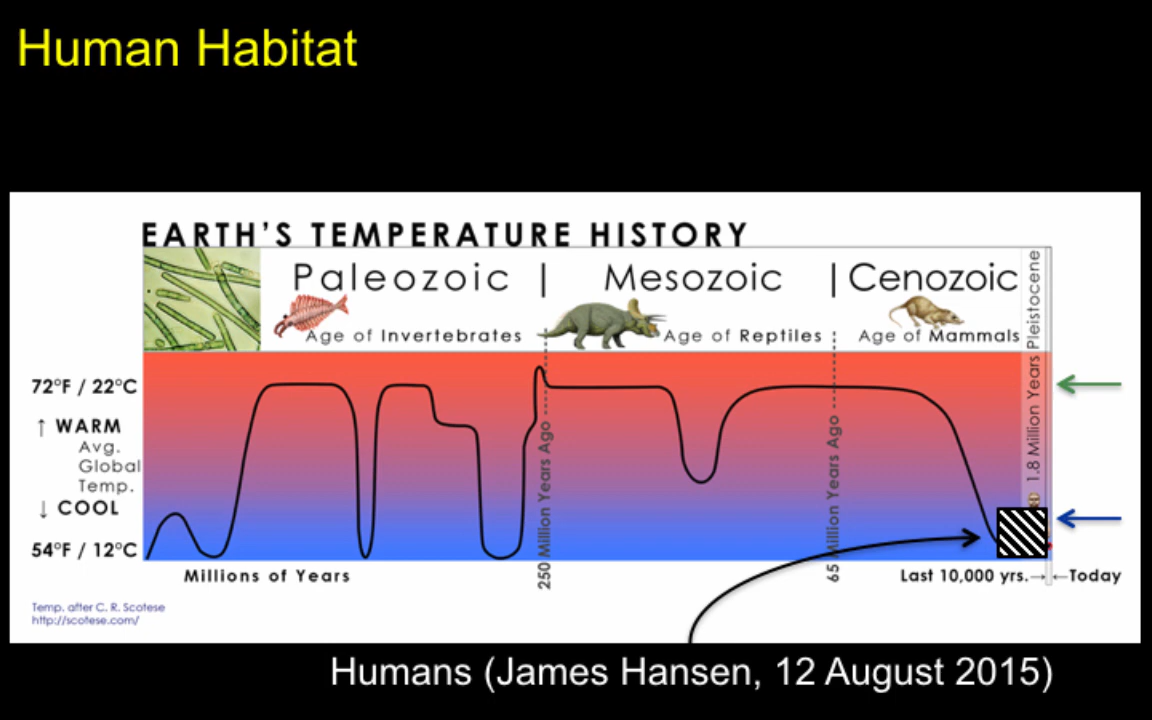 Human Habitat
EARTH'S TEMPERATURE HISTORY
Paleozoic | Mesozoic | Cenozoic
Age of Invertebrates
Age of Reptiles
Age of Mammals
1.8 Million Years Pleistocene
72°F / 22°C
↑ WARM
Avg.
Global
Temp.
↓ COOL
54°F / 12°C
250 Million Years Ago
65 Million Years Ago
Millions of Years
Last 10,000 yrs.→
←Today
Temp. after C. R. Scotese
http://scotese.com/
Humans (James Hansen, 12 August 2015)